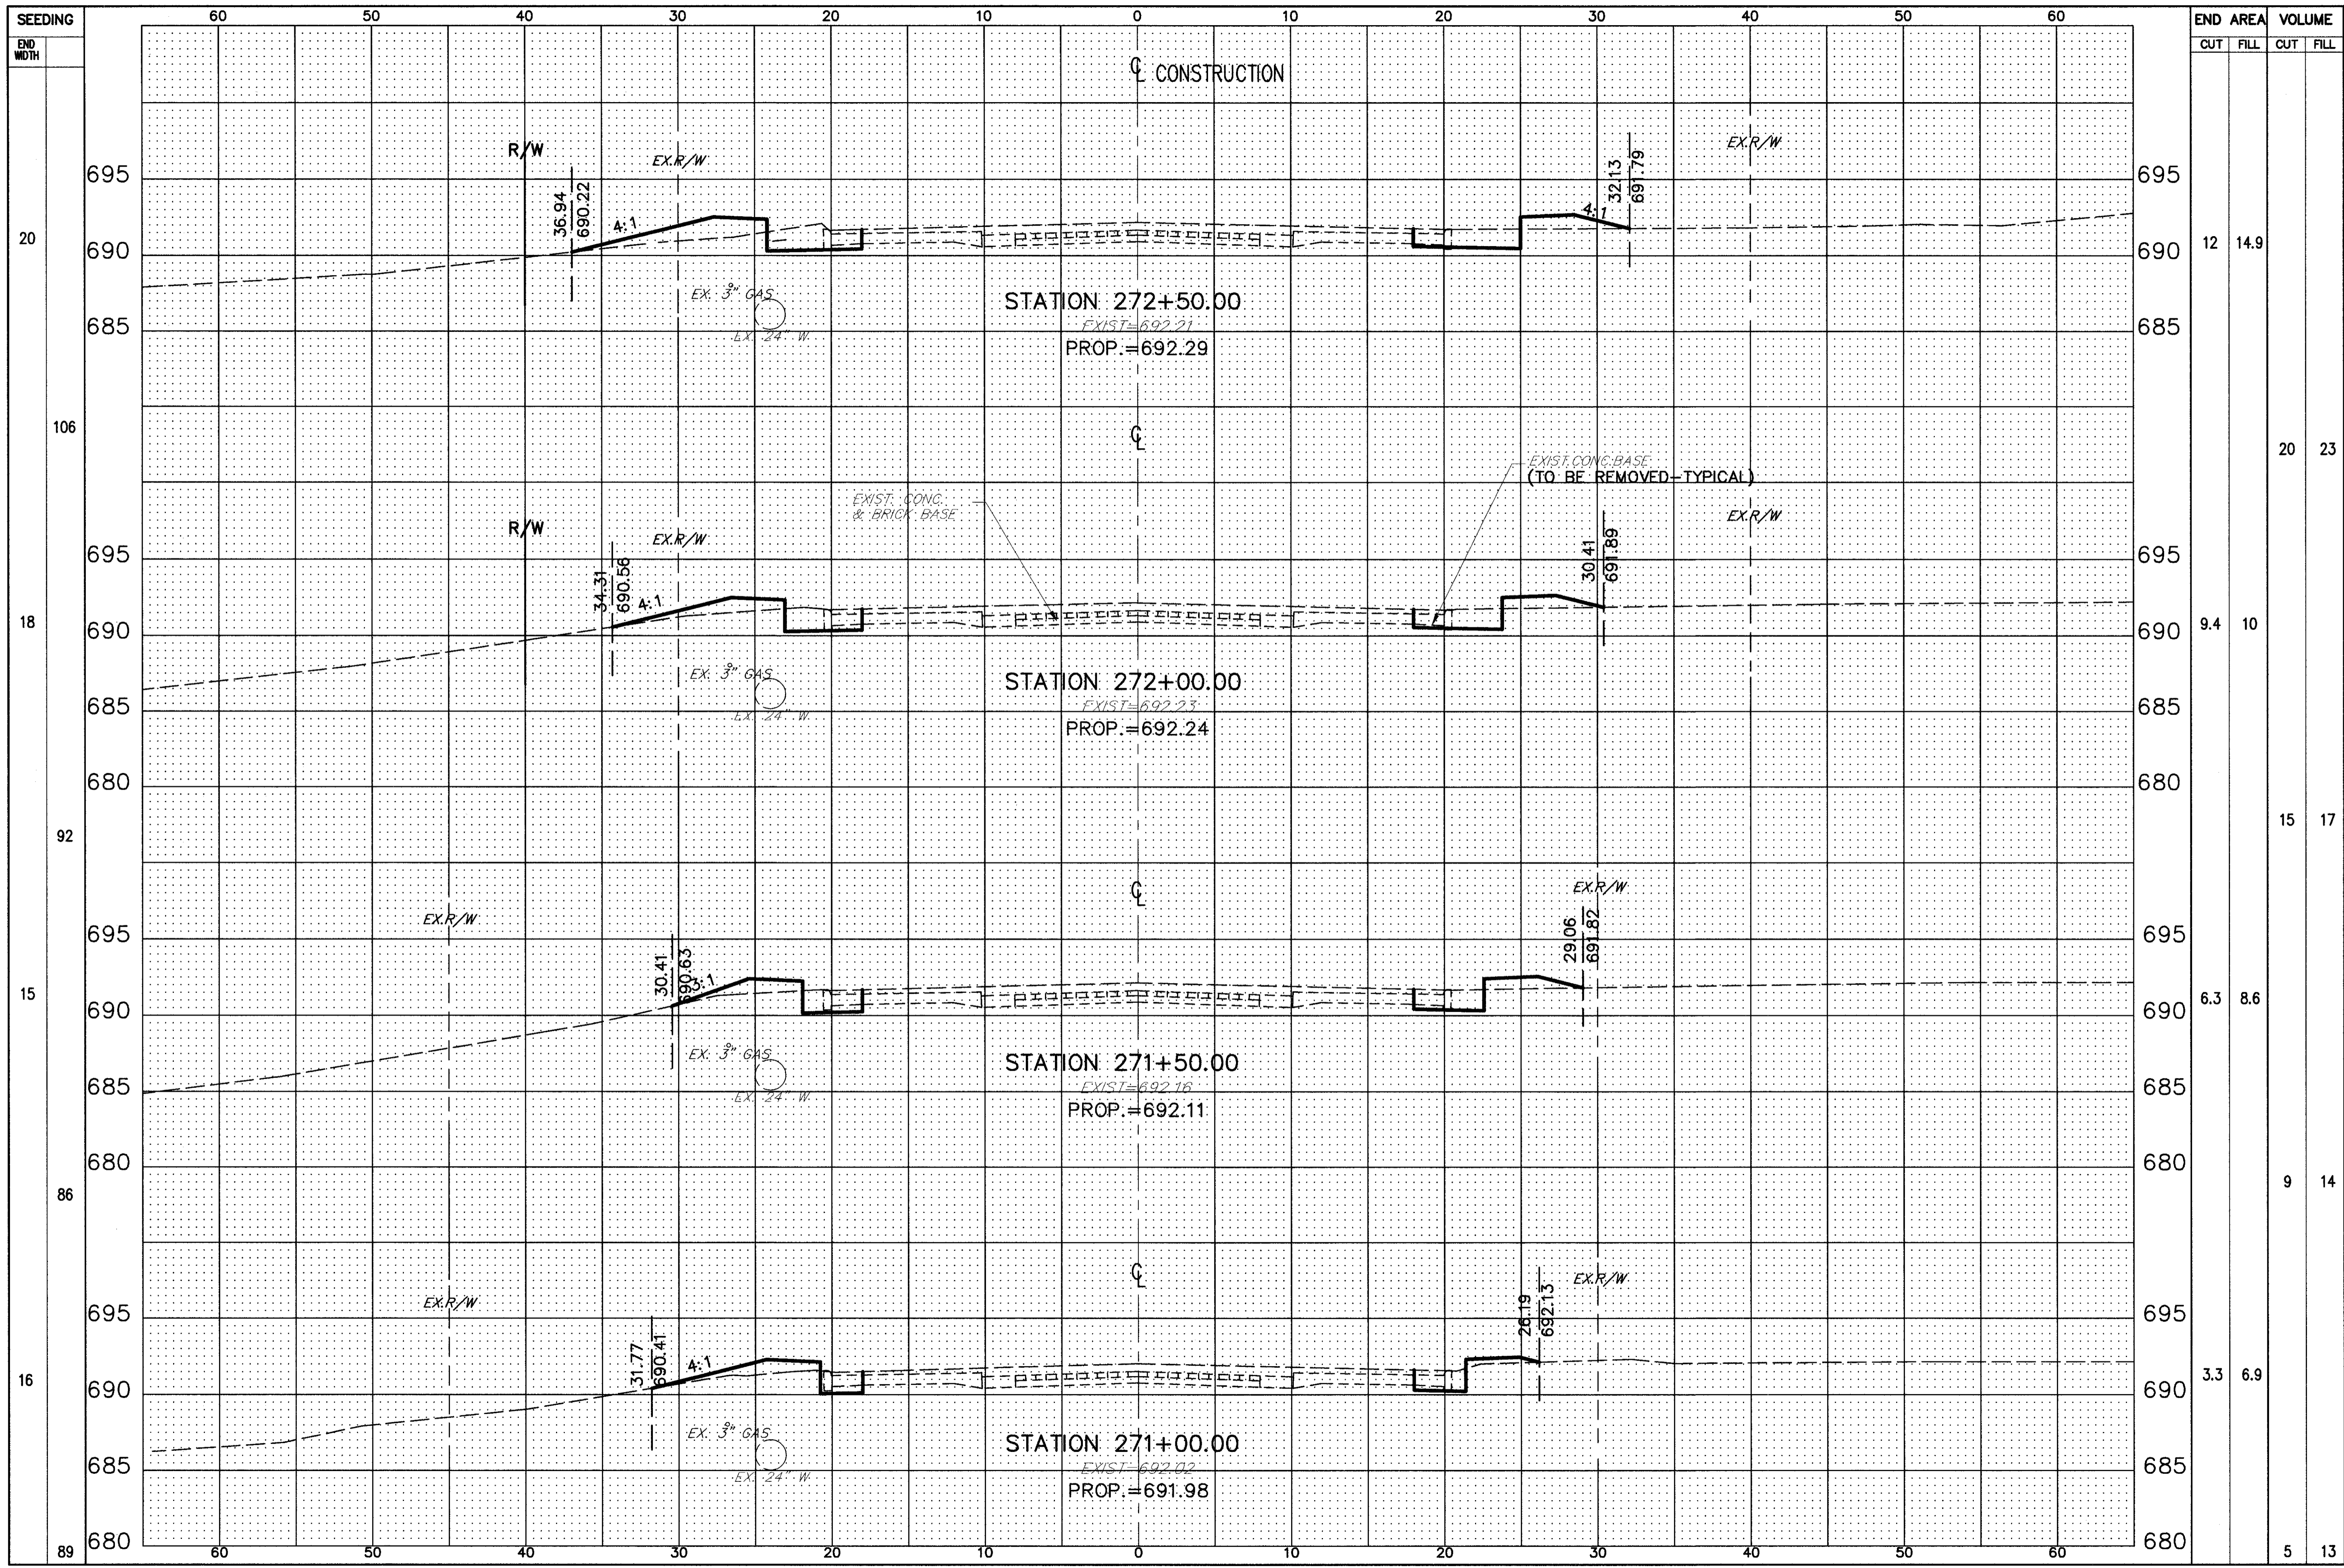 SEEDING
END WIDTH
60 50 40 30 20 10 0 10 20 30 40 50 60
END AREA VOLUME
CUT FILL CUT FILL
℄ CONSTRUCTION
R/W
EX.R/W
EX.R/W
36.94
690.22
4:1
4:1
32.13
691.79
695 695
20
690 690
12 14.9
EX. 3" GAS
EX. 24" W
STATION 272+50.00
EXIST=692.21
PROP.=692.29
685 685
106
℄
20 23
EXIST. CONC.
& BRICK BASE
EXIST.CONC.BASE
(TO BE REMOVED-TYPICAL)
R/W
EX.R/W
EX.R/W
34.31
690.56
4:1
30.41
691.89
695 695
18
690 690
9.4 10
EX. 3" GAS
EX. 24" W
STATION 272+00.00
EXIST=692.23
PROP.=692.24
685 685
680 680
92
15 17
℄
EX.R/W
EX.R/W
30.41
690.63
3:1
29.06
691.82
695 695
15
690 690
6.3 8.6
EX. 3" GAS
EX. 24" W
STATION 271+50.00
EXIST=692.16
PROP.=692.11
685 685
680 680
86
9 14
℄
EX.R/W
EX.R/W
31.77
690.41
4:1
26.19
692.13
695 695
16
690 690
3.3 6.9
EX. 3" GAS
EX. 24" W
STATION 271+00.00
EXIST=692.02
PROP.=691.98
685 685
680 680
89
60 50 40 30 20 10 0 10 20 30 40 50 60
5 13